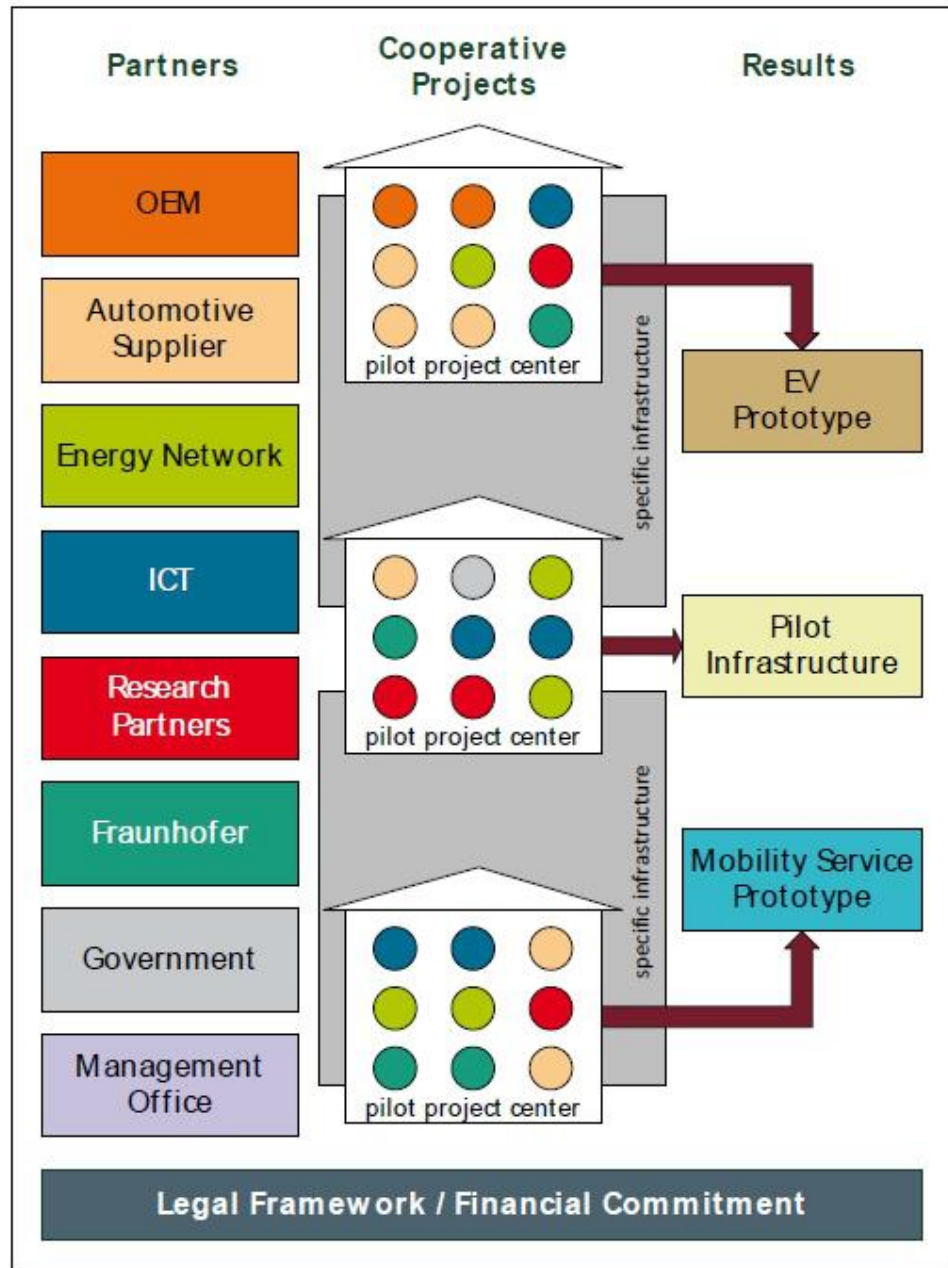 Partners
Cooperative
Projects
Results
OEM
Automotive
Supplier
Energy Network
ICT
Research
Partners
Fraunhofer
Government
Management
Office
pilot project center
specific infrastructure
pilot project center
specific infrastructure
pilot project center
EV
Prototype
Pilot
Infrastructure
Mobility Service
Prototype
Legal Framework / Financial Commitment